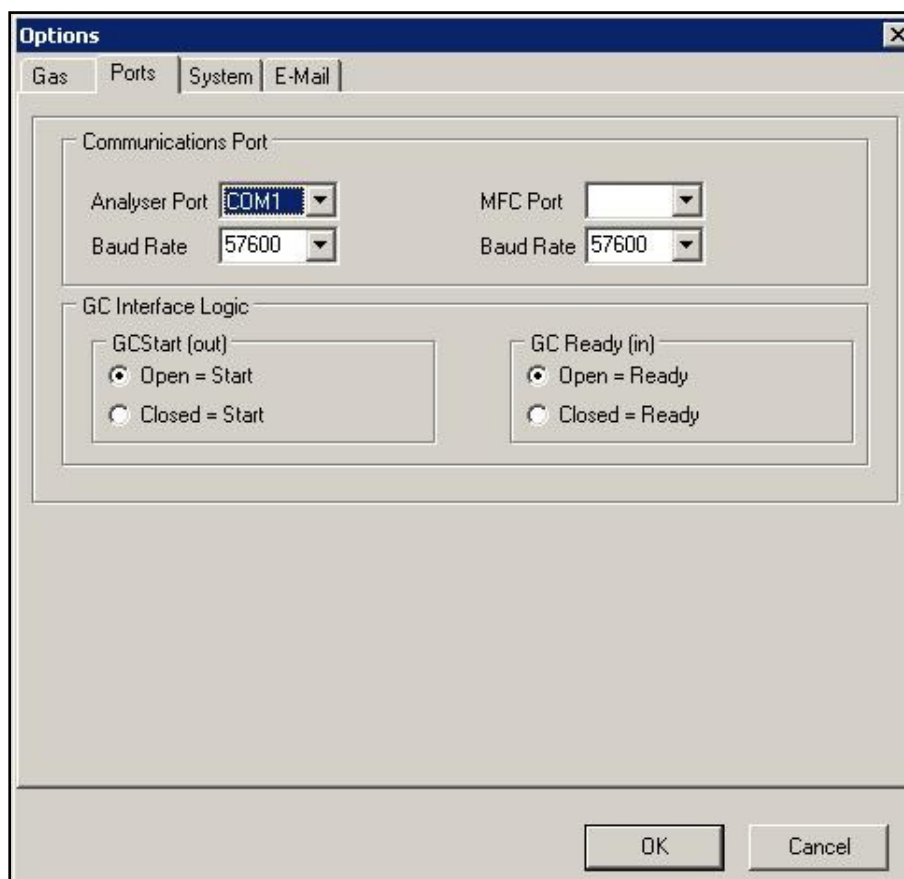 Options
Gas Ports System E-Mail
Communications Port
Analyser Port COM1 MFC Port
Baud Rate 57600 Baud Rate 57600
GC Interface Logic
GCStart (out) GC Ready (in)
Open = Start Open = Ready
Closed = Start Closed = Ready
OK Cancel